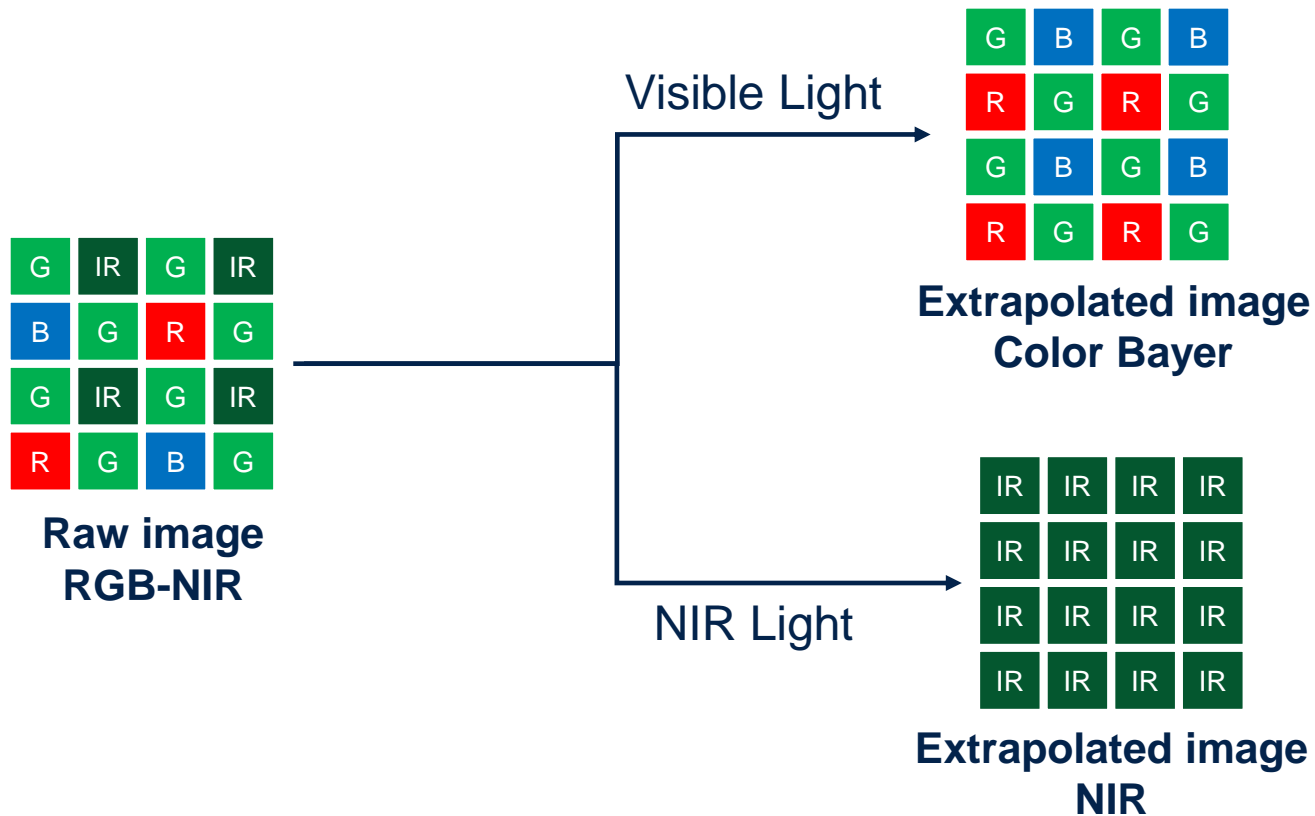 G IR G IR
B G R G
G IR G IR
R G B G
Raw image
RGB-NIR
Visible Light
G B G B
R G R G
G B G B
R G R G
Extrapolated image
Color Bayer
NIR Light
IR IR IR IR
IR IR IR IR
IR IR IR IR
IR IR IR IR
Extrapolated image
NIR